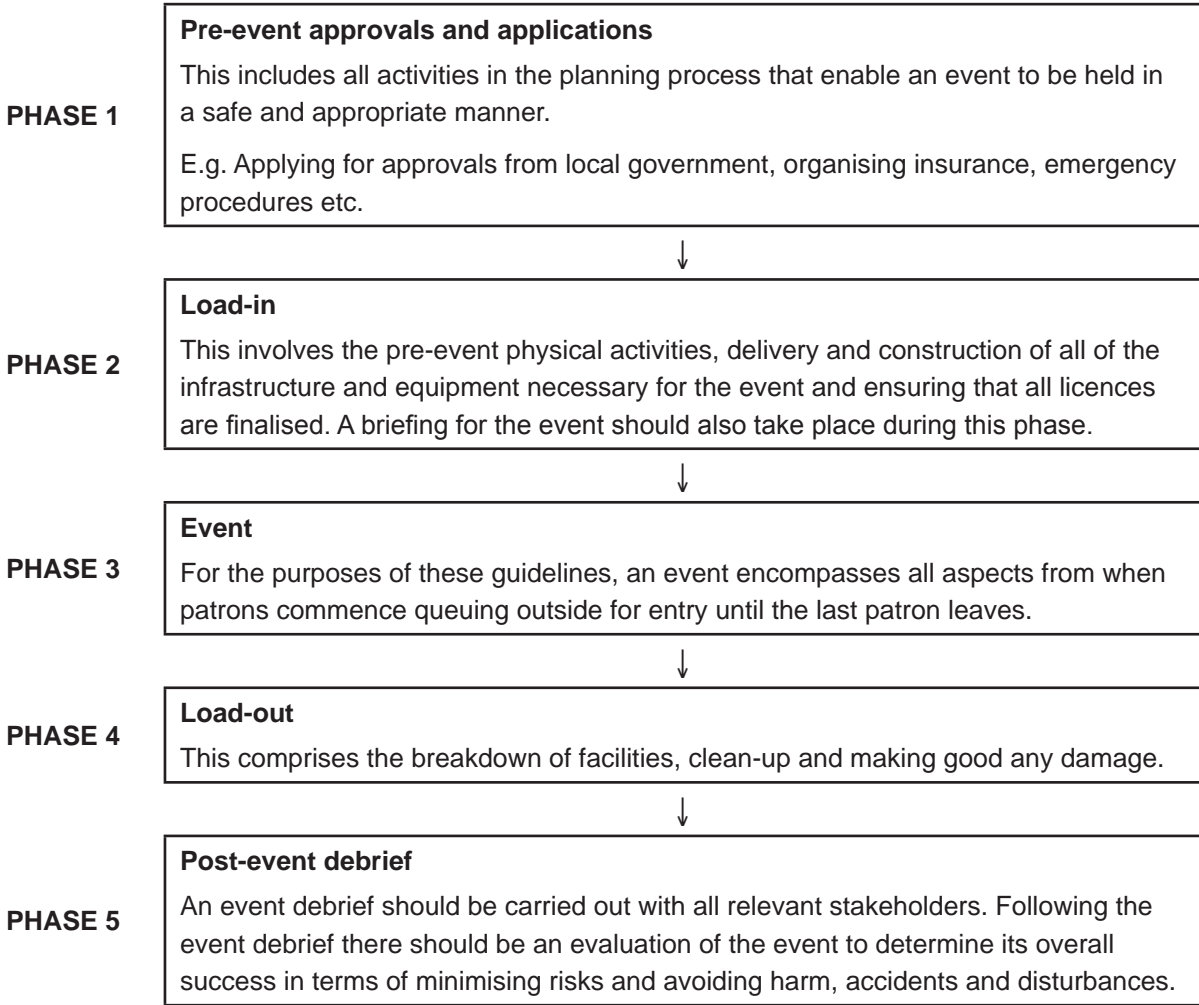 Pre-event approvals and applications
This includes all activities in the planning process that enable an event to be held in
PHASE 1
a safe and appropriate manner.
E.g. Applying for approvals from local government, organising insurance, emergency
procedures etc.
↓
Load-in
This involves the pre-event physical activities, delivery and construction of all of the
PHASE 2
infrastructure and equipment necessary for the event and ensuring that all licences
are finalised. A briefing for the event should also take place during this phase.
↓
Event
PHASE 3
For the purposes of these guidelines, an event encompasses all aspects from when
patrons commence queuing outside for entry until the last patron leaves.
↓
Load-out
PHASE 4
This comprises the breakdown of facilities, clean-up and making good any damage.
↓
Post-event debrief
PHASE 5
An event debrief should be carried out with all relevant stakeholders. Following the
event debrief there should be an evaluation of the event to determine its overall
success in terms of minimising risks and avoiding harm, accidents and disturbances.